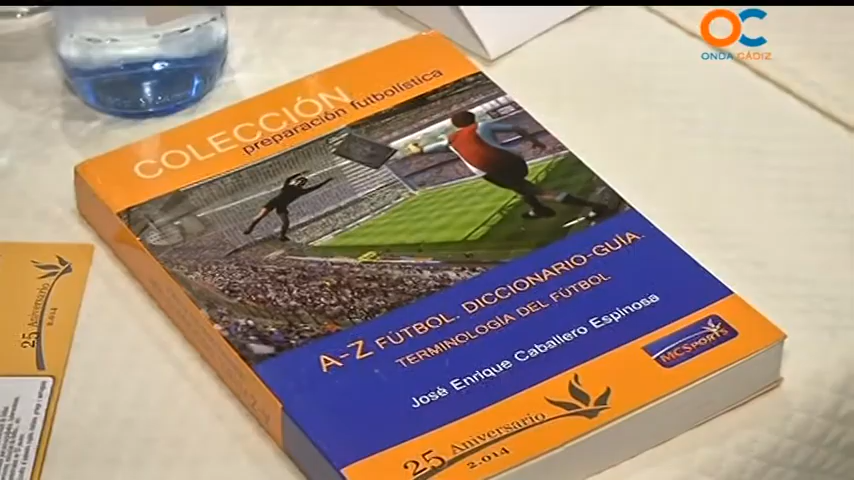 OC
ONDA CÁDIZ
COLECCIÓN
preparación futbolística
A-Z FÚTBOL. DICCIONARIO-GUÍA.
TERMINOLOGÍA DEL FÚTBOL
José Enrique Caballero Espinosa
MCSPORTS
25 Aniversario
2.014
25 Aniversario
2.014